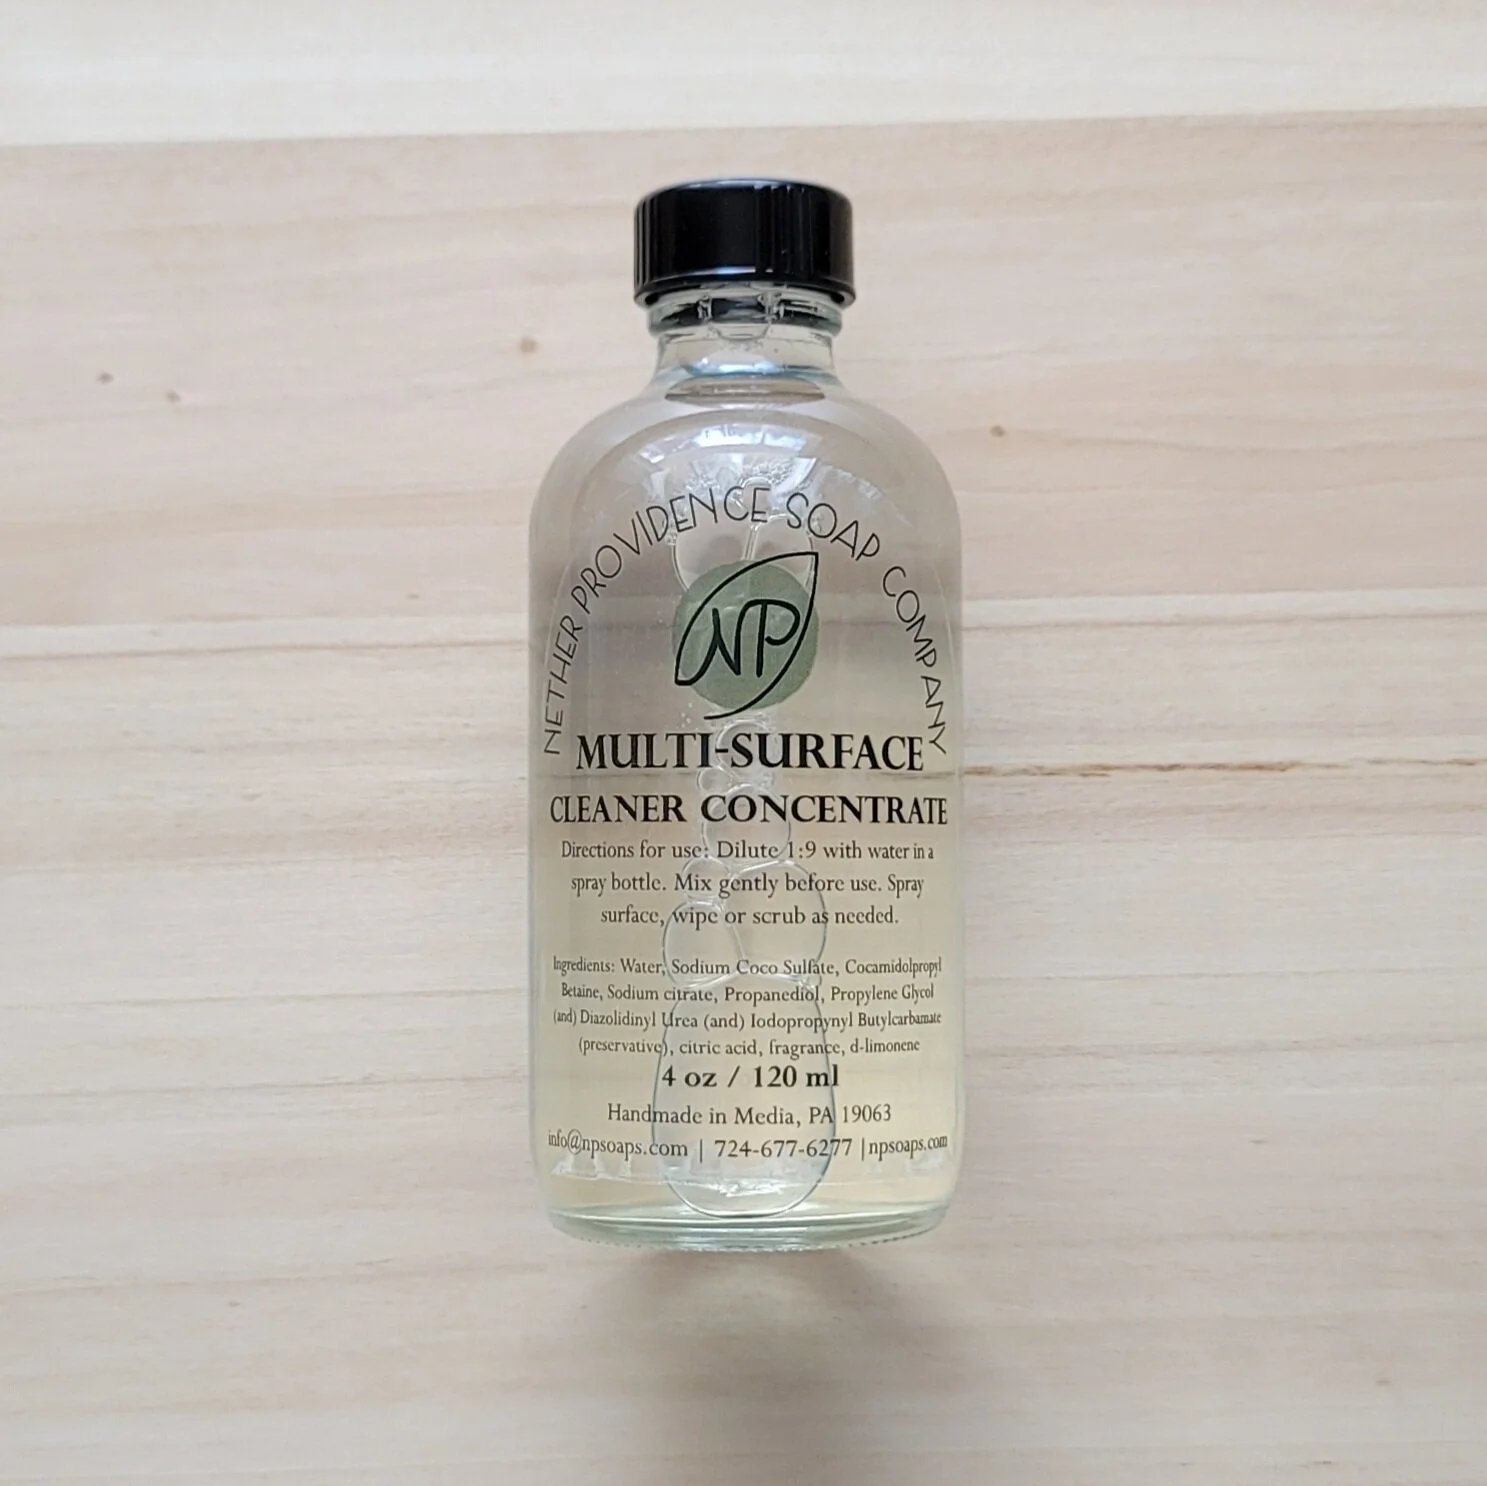 NETHER PROVIDENCE SOAP COMPANY
NP
MULTI-SURFACE
CLEANER CONCENTRATE
Directions for use: Dilute 1:9 with water in a
spray bottle. Mix gently before use. Spray
surface, wipe or scrub as needed.
Ingredients: Water, Sodium Coco Sulfate, Cocamidolpropyl
Betaine, Sodium citrate, Propanediol, Propylene Glycol
(and) Diazolidinyl Urea (and) Iodopropynyl Butylcarbamate
(preservative), citric acid, fragrance, d-limonene
4 oz / 120 ml
Handmade in Media, PA 19063
info@npsoaps.com | 724-677-6277 | npsoaps.com